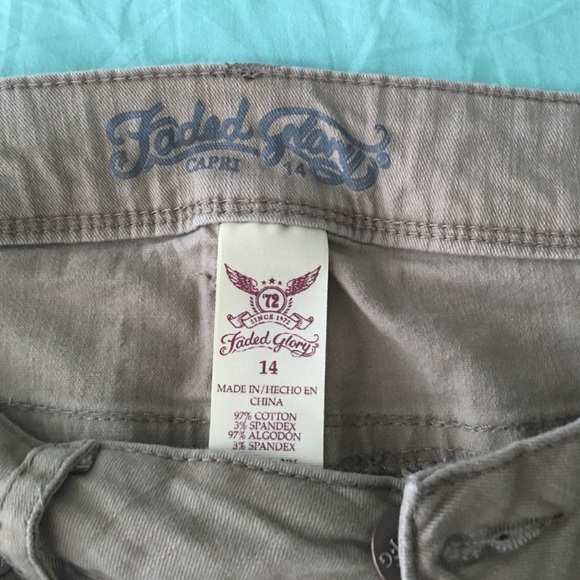 Faded Glory®
CAPRI 14
'72
SINCE 1972
Faded Glory®
14
MADE IN/HECHO EN
CHINA
97% COTTON
3% SPANDEX
97% ALGODÓN
3% SPANDEX
FG